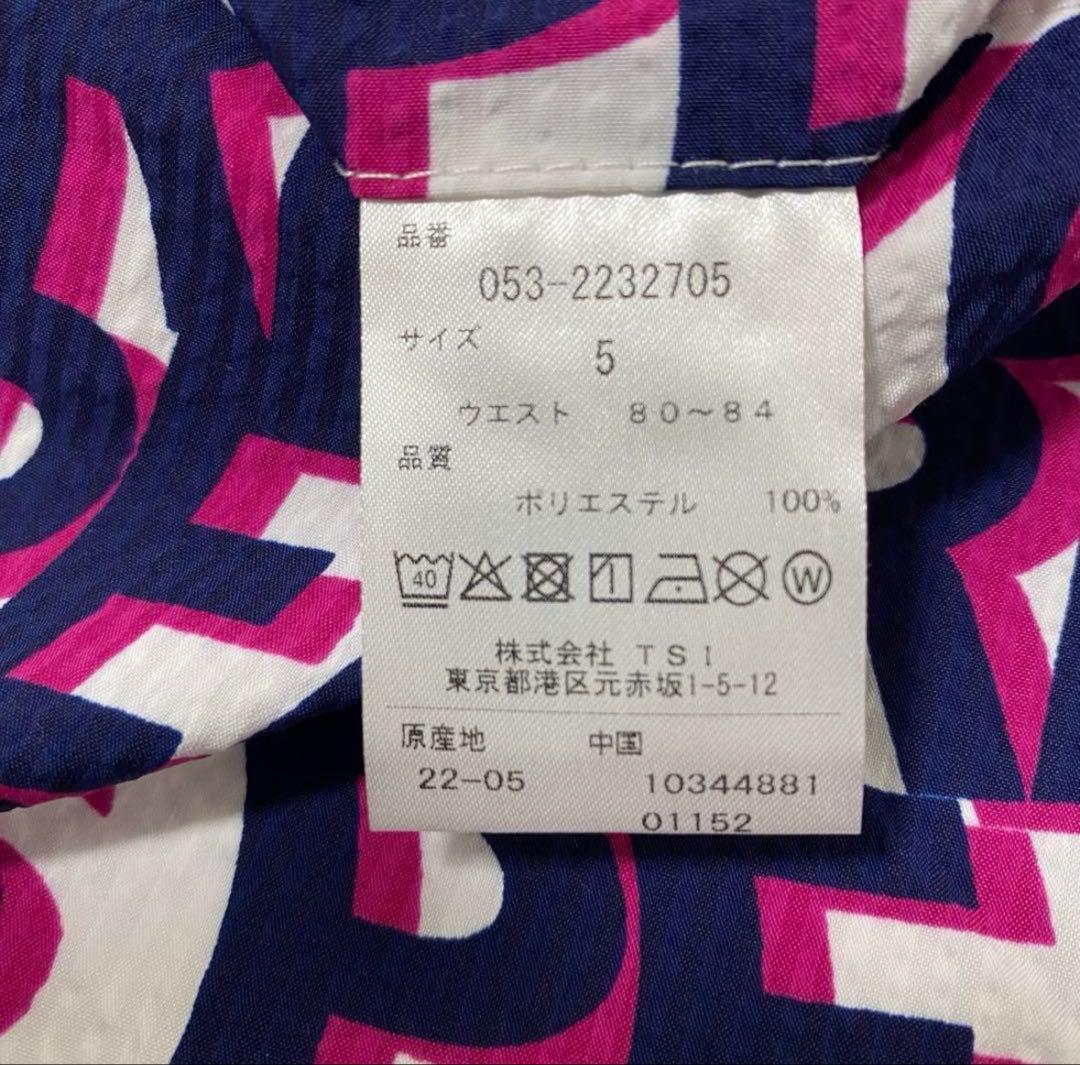 品番
053-2232705
サイズ
5
ウエスト 80～84
品質
ポリエステル 100%
40
W
株式会社 TSI
東京都港区元赤坂1-5-12
原産地 中国
22-05 10344881
01152